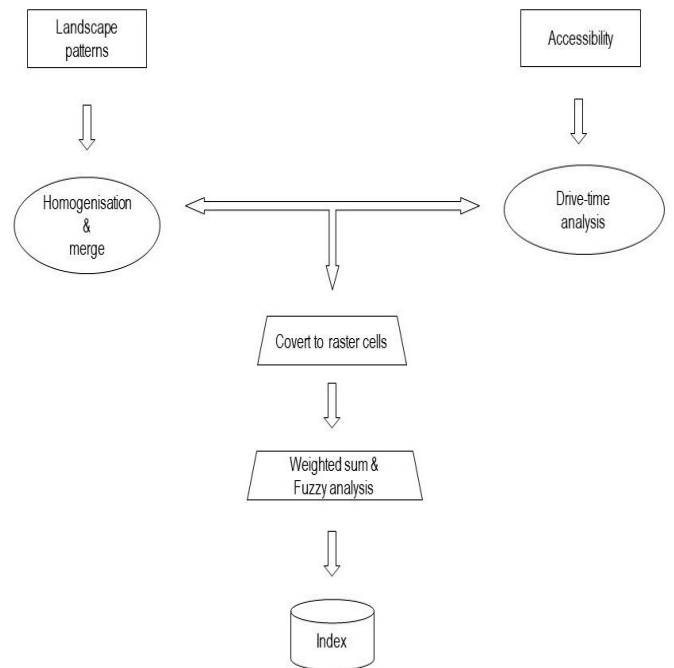 Landscape
patterns
Accessibility
Homogenisation
&
merge
Drive-time
analysis
Covert to raster cells
Weighted sum &
Fuzzy analysis
Index